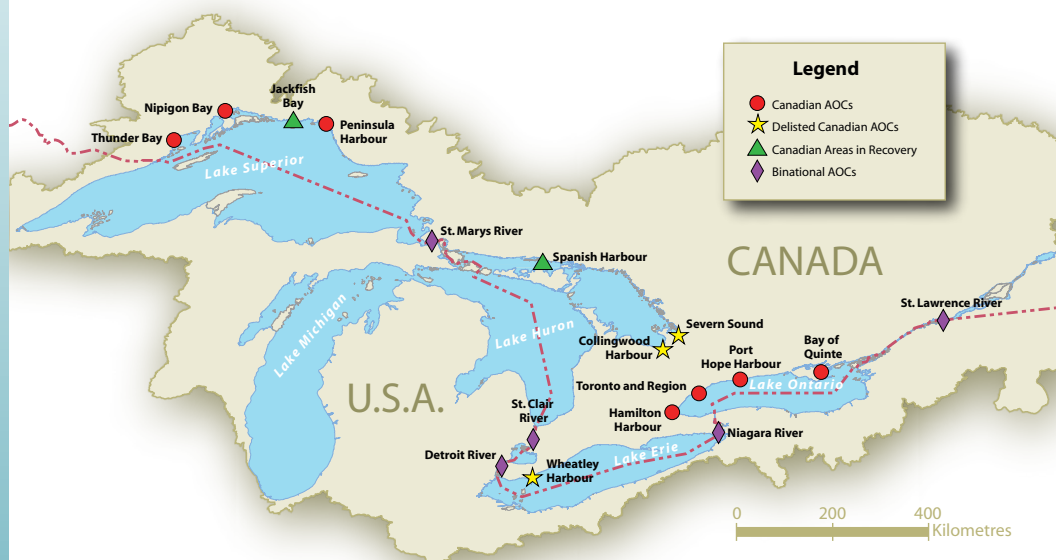 Legend
Canadian AOCs
Delisted Canadian AOCs
Canadian Areas in Recovery
Binational AOCs
Jackfish
Bay
Nipigon Bay
Thunder Bay
Peninsula
Harbour
Lake Superior
St. Marys River
Spanish Harbour
CANADA
Lake Michigan
Lake Huron
Severn Sound
Collingwood
Harbour
St. Lawrence River
Bay of
Quinte
Port
Hope Harbour
Toronto and Region
Lake Ontario
U.S.A.
Hamilton
Harbour
St. Clair
River
Niagara River
Detroit River
Lake Erie
Wheatley
Harbour
0 200 400
Kilometres